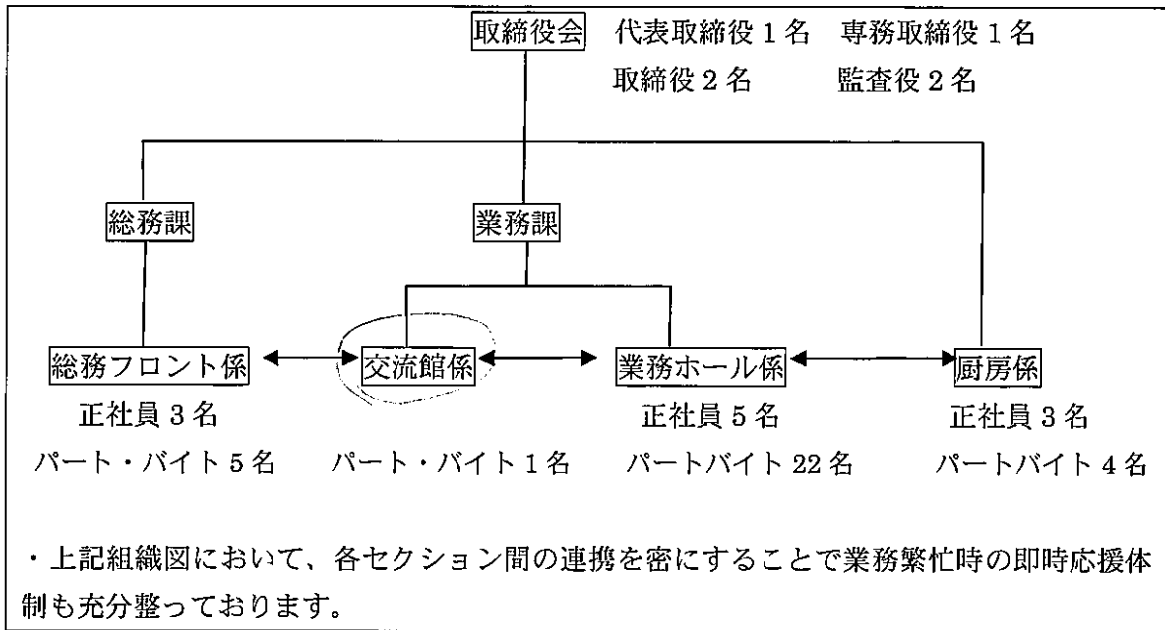 取締役会 代表取締役 1 名 専務取締役 1 名
取締役 2 名 監査役 2 名
総務課 業務課
総務フロント係 交流館係 業務ホール係 厨房係
正社員 3 名 正社員 5 名 正社員 3 名
パート・バイト 5 名 パート・バイト 1 名 パートバイト 22 名 パートバイト 4 名
・上記組織図において、各セクション間の連携を密にすることで業務繁忙時の即時応援体
制も充分整っております。